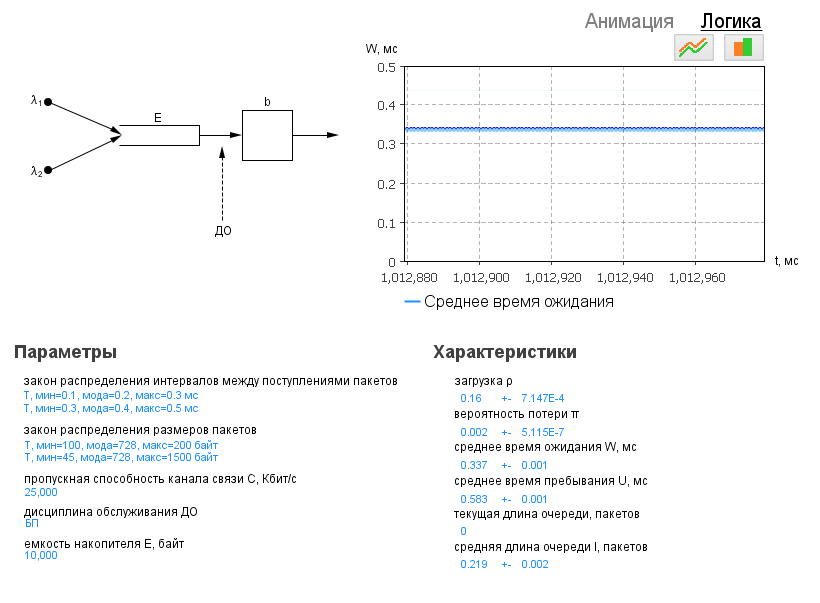 Анимация Логика
W, мс
0.5
0.4
0.3
0.2
0.1
0
1,012,880 1,012,900 1,012,920 1,012,940 1,012,960
t, мс
Среднее время ожидания
λ1
λ2
E
b
ДО
Параметры
закон распределения интервалов между поступлениями пакетов
T, мин=0.1, мода=0.2, макс=0.3 мс
T, мин=0.3, мода=0.4, макс=0.5 мс
закон распределения размеров пакетов
T, мин=100, мода=728, макс=200 байт
T, мин=45, мода=728, макс=1500 байт
пропускная способность канала связи C, Кбит/с
25,000
дисциплина обслуживания ДО
БП
емкость накопителя E, байт
10,000
Характеристики
загрузка ρ
0.16 +- 7.147E-4
вероятность потери π
0.002 +- 5.115E-7
среднее время ожидания W, мс
0.337 +- 0.001
среднее время пребывания U, мс
0.583 +- 0.001
текущая длина очереди, пакетов
0
средняя длина очереди l, пакетов
0.219 +- 0.002